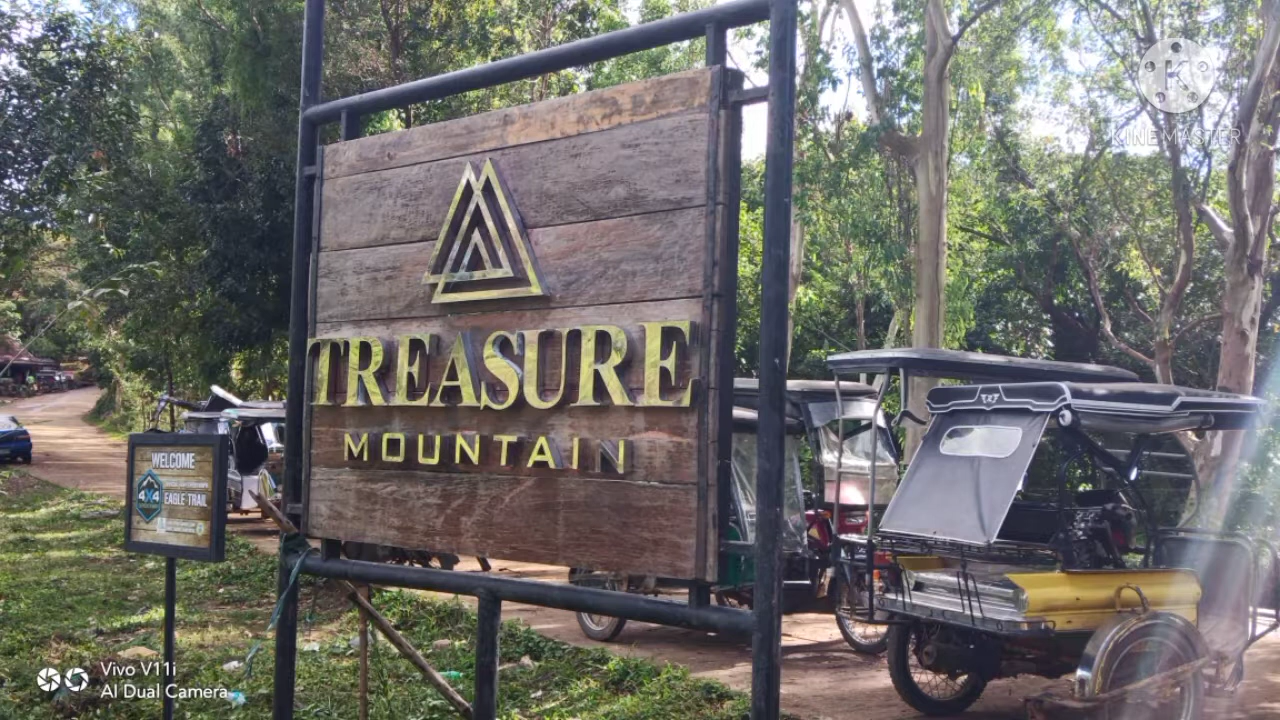 KINEMASTER
TREASURE
MOUNTAIN
WELCOME
4X4
EAGLE TRAIL
Vivo V11i
AI Dual Camera